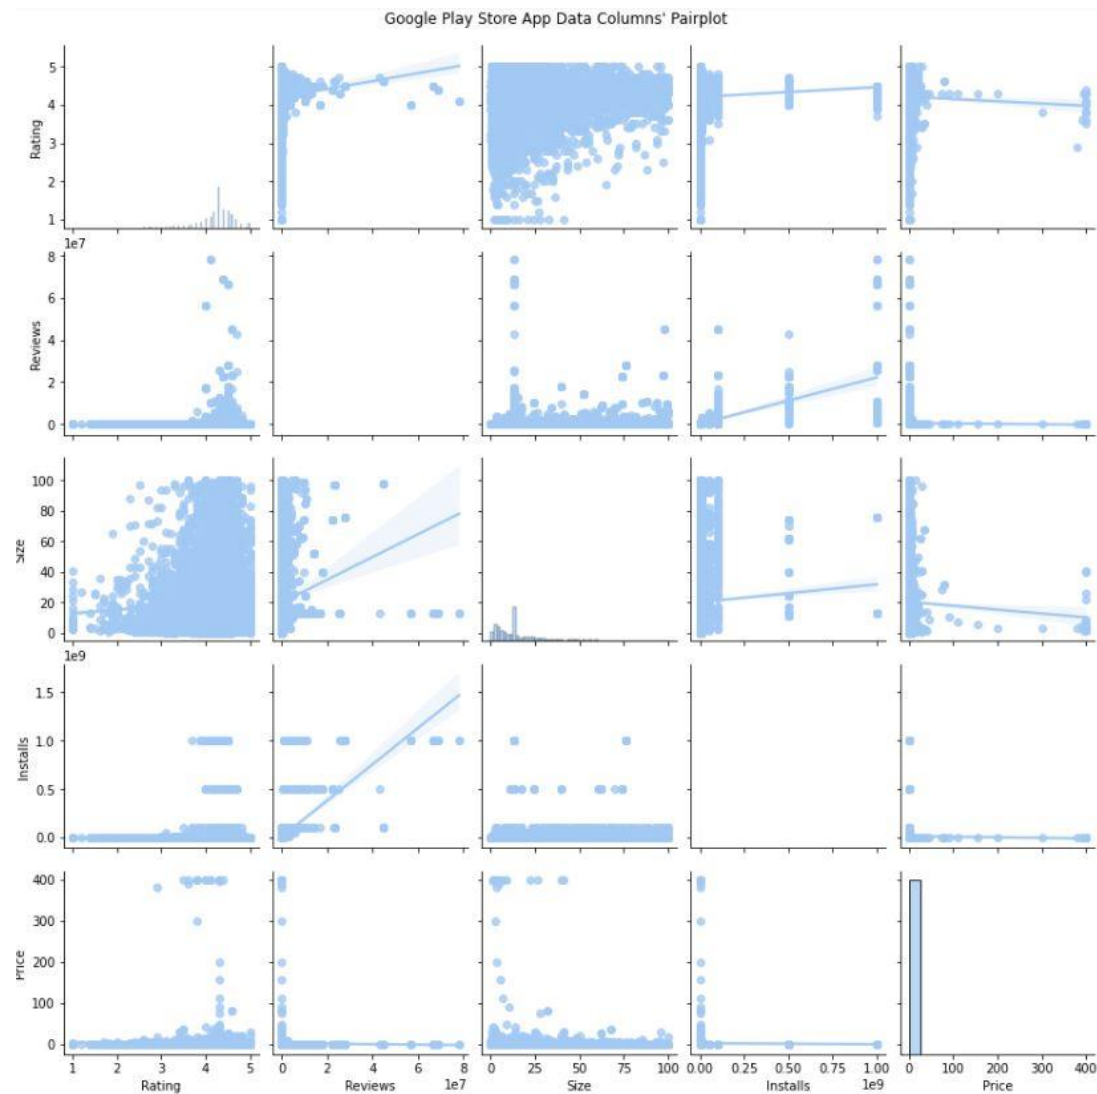 Google Play Store App Data Columns' Pairplot
5
4
3
2
1
Rating
1e7
8
6
4
2
0
Reviews
100
80
60
40
20
0
Size
1e9
1.5
1.0
0.5
0.0
Installs
400
300
200
100
0
Price
1 2 3 4 5 0 2 4 6 8 0 25 50 75 100 0.00 0.25 0.50 0.75 1.00 0 100 200 300 400
Rating Reviews 1e7 Size Installs 1e9 Price